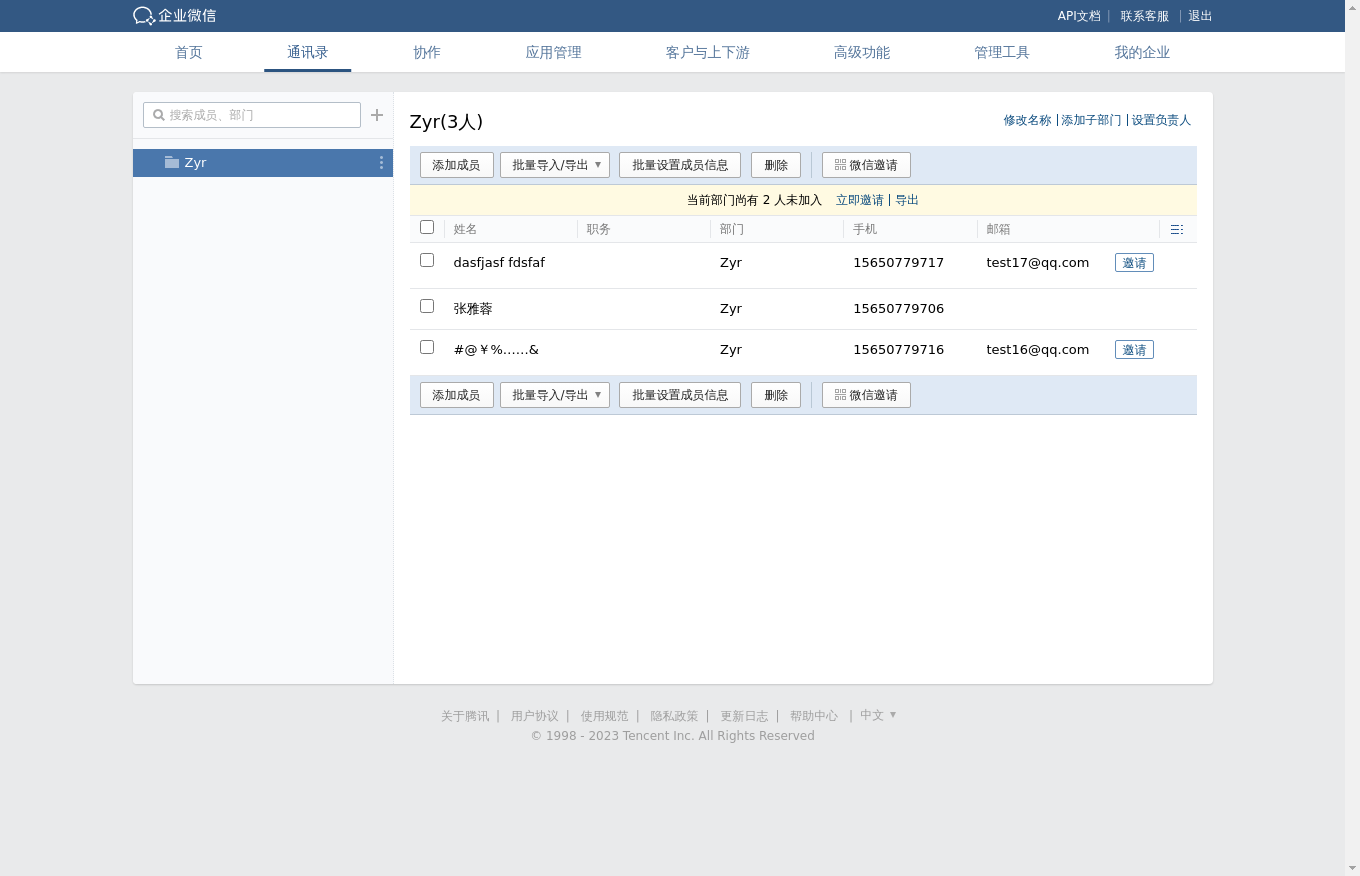 企业微信
API文档 | 联系客服 | 退出
首页 通讯录 协作 应用管理 客户与上下游 高级功能 管理工具 我的企业
搜索成员、部门
Zyr
Zyr(3人)
修改名称 | 添加子部门 | 设置负责人
添加成员 批量导入/导出 批量设置成员信息 删除 微信邀请
当前部门尚有 2 人未加入 立即邀请 | 导出
姓名 职务 部门 手机 邮箱
dasfjasf fdsfaf Zyr 15650779717 test17@qq.com 邀请
张雅蓉 Zyr 15650779706
#@￥%……& Zyr 15650779716 test16@qq.com 邀请
添加成员 批量导入/导出 批量设置成员信息 删除 微信邀请
关于腾讯 | 用户协议 | 使用规范 | 隐私政策 | 更新日志 | 帮助中心 | 中文
© 1998 - 2023 Tencent Inc. All Rights Reserved